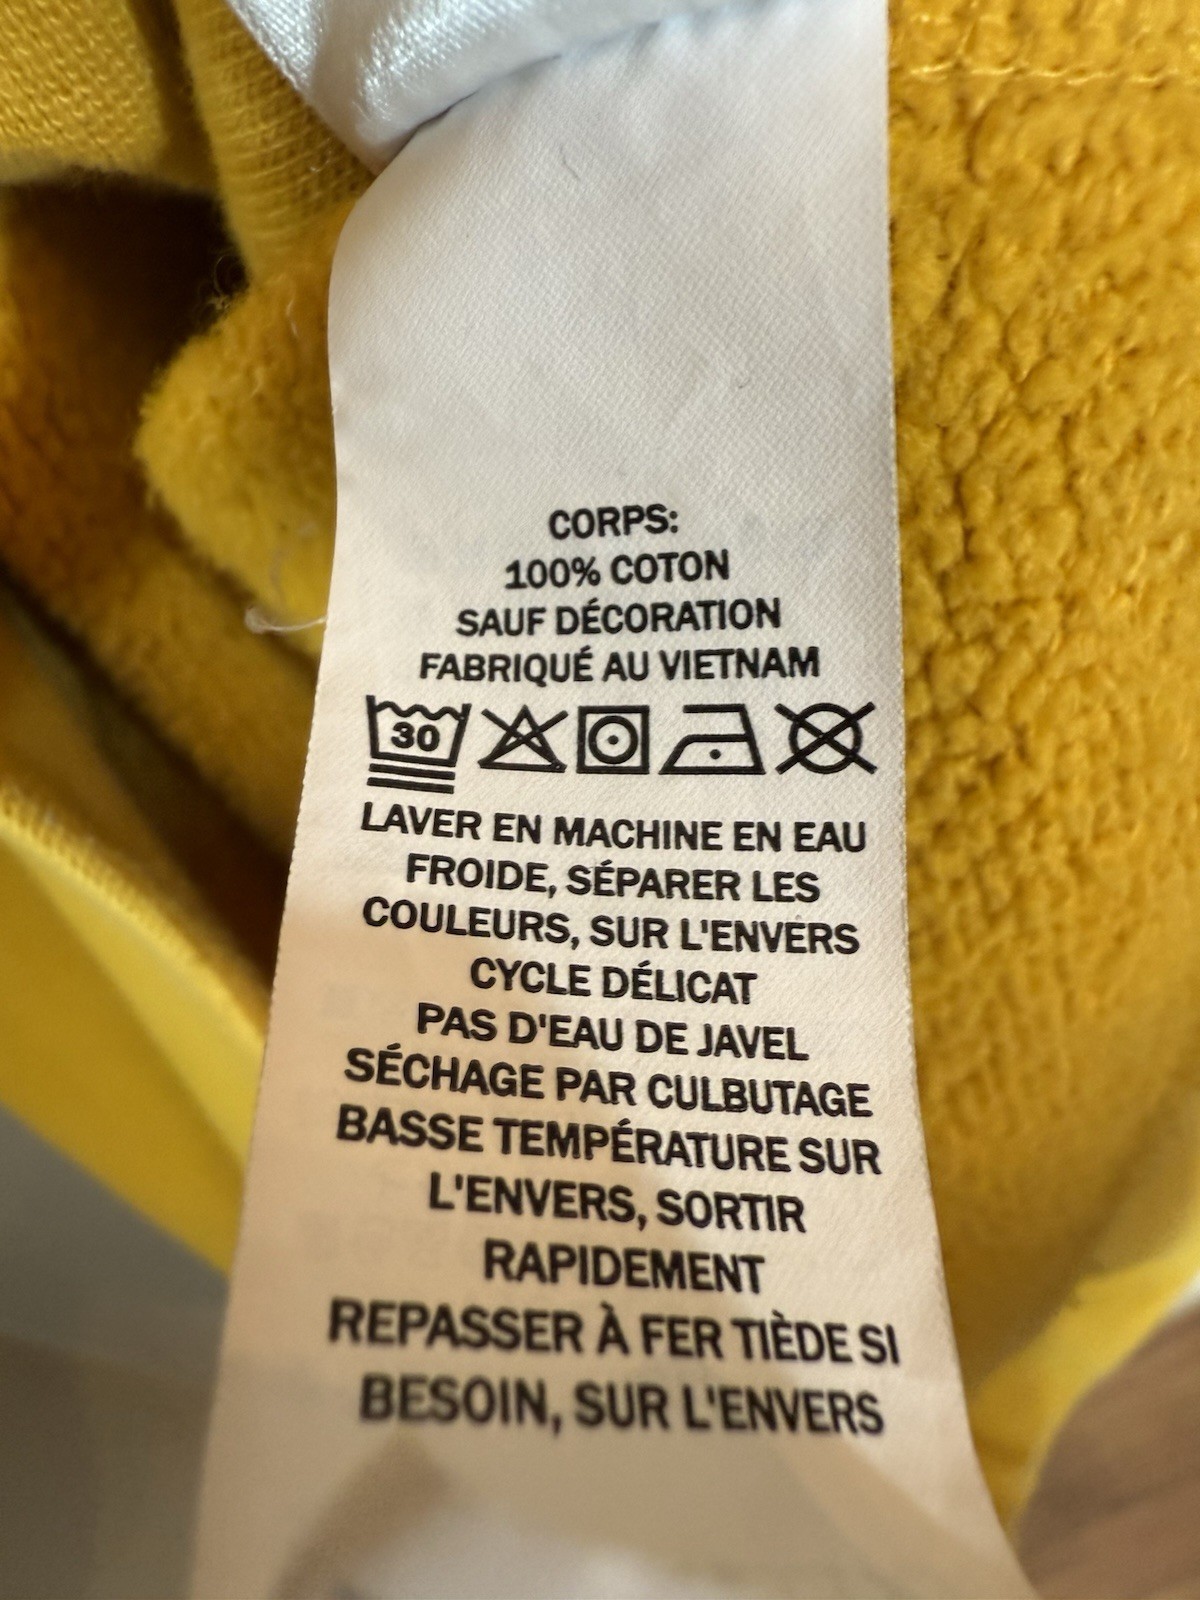 CORPS:
100% COTON
SAUF DÉCORATION
FABRIQUÉ AU VIETNAM
30
LAVER EN MACHINE EN EAU
FROIDE, SÉPARER LES
COULEURS, SUR L'ENVERS
CYCLE DÉLICAT
PAS D'EAU DE JAVEL
SÉCHAGE PAR CULBUTAGE
BASSE TEMPÉRATURE SUR
L'ENVERS, SORTIR
RAPIDEMENT
REPASSER À FER TIÈDE SI
BESOIN, SUR L'ENVERS